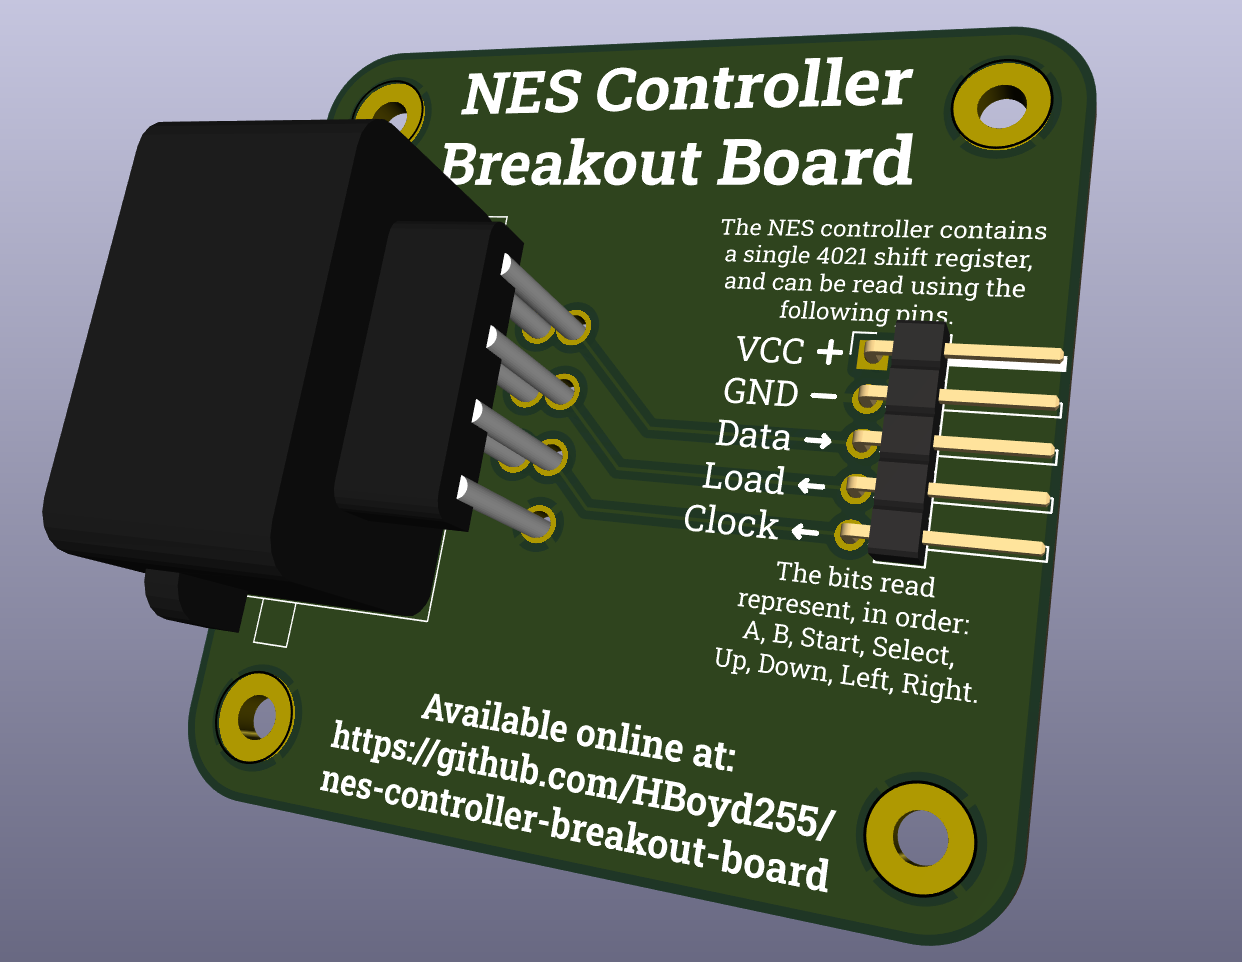 NES Controller
Breakout Board
The NES controller contains
a single 4021 shift register,
and can be read using the
following pins.
VCC +
GND −
Data →
Load ←
Clock ←
The bits read
represent, in order:
A, B, Start, Select,
Up, Down, Left, Right.
Available online at:
https://github.com/HBoyd255/
nes-controller-breakout-board